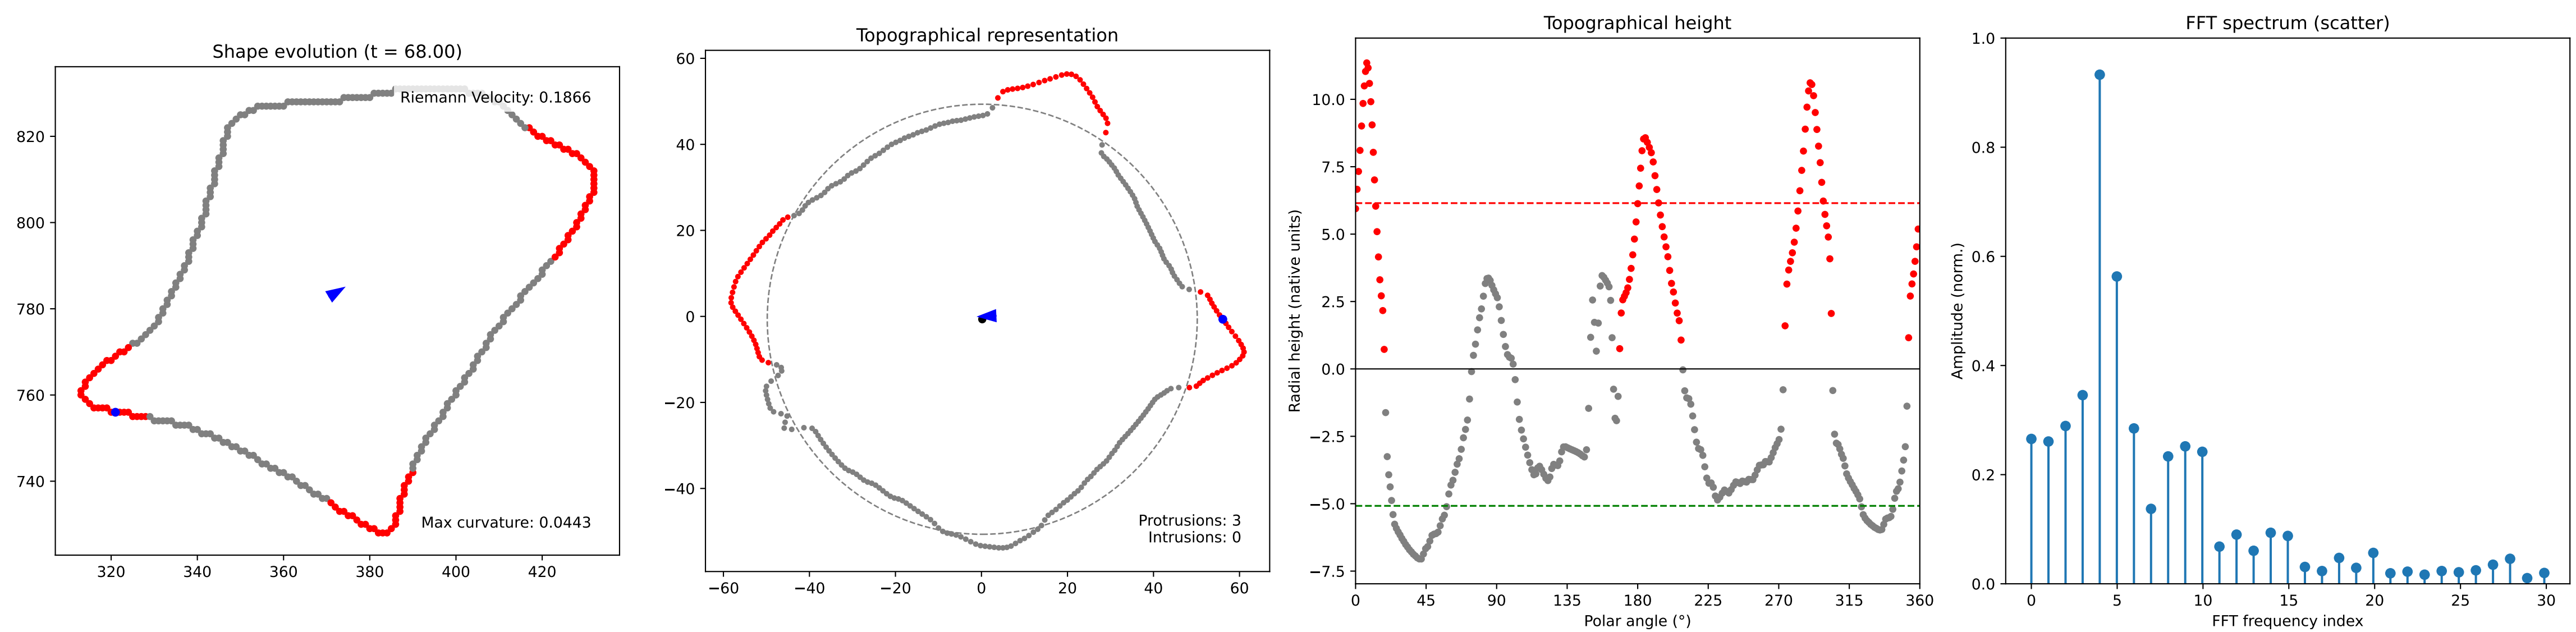 Shape evolution (t = 68.00)
Riemann Velocity: 0.1866
820
800
780
760
740
Max curvature: 0.0443
320 340 360 380 400 420
Topographical representation
60
40
20
0
−20
−40
Protrusions: 3
Intrusions: 0
−60 −40 −20 0 20 40 60
Topographical height
Radial height (native units)
10.0
7.5
5.0
2.5
0.0
−2.5
−5.0
−7.5
0 45 90 135 180 225 270 315 360
Polar angle (°)
FFT spectrum (scatter)
Amplitude (norm.)
1.0
0.8
0.6
0.4
0.2
0.0
0 5 10 15 20 25 30
FFT frequency index